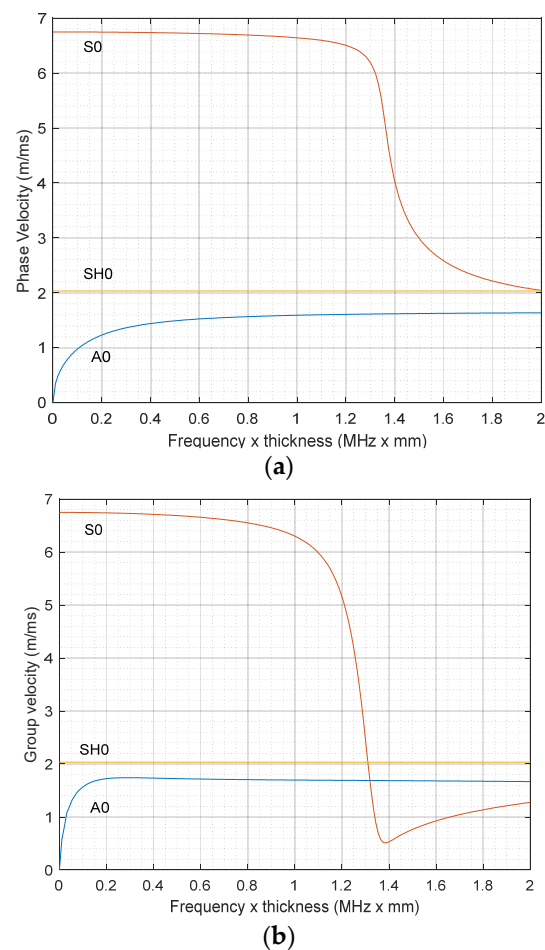 7
6
5
4
3
2
1
0
Phase Velocity (m/ms)
S0
SH0
A0
0 0.2 0.4 0.6 0.8 1 1.2 1.4 1.6 1.8 2
Frequency x thickness (MHz x mm)
(a)
7
6
5
4
3
2
1
0
Group velocity (m/ms)
S0
SH0
A0
0 0.2 0.4 0.6 0.8 1 1.2 1.4 1.6 1.8 2
Frequency x thickness (MHz x mm)
(b)